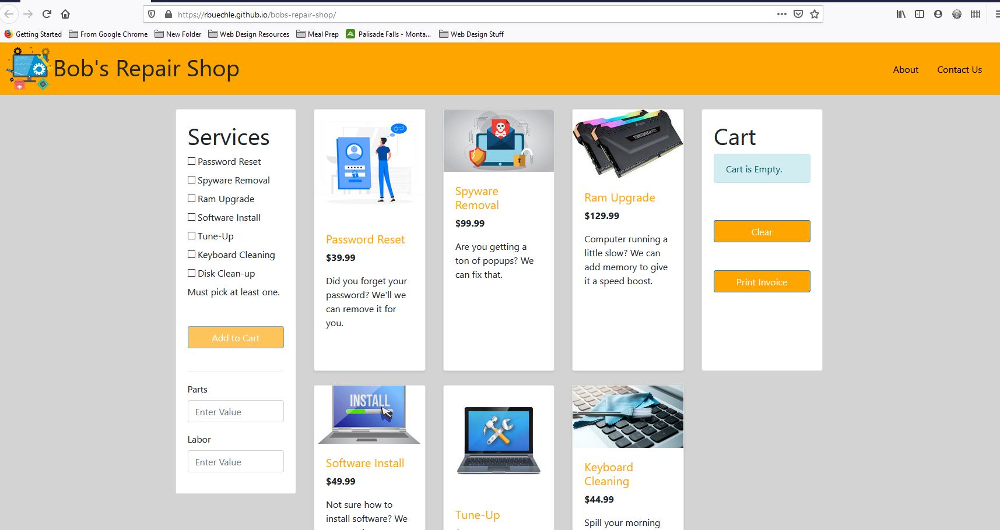 https://rbuechle.github.io/bobs-repair-shop/
Getting Started
From Google Chrome
New Folder
Web Design Resources
Meal Prep
Palisade Falls - Monta...
Web Design Stuff
Bob's Repair Shop
About
Contact Us
Services
Password Reset
Spyware Removal
Ram Upgrade
Software Install
Tune-Up
Keyboard Cleaning
Disk Clean-up
Must pick at least one.
Add to Cart
Parts
Enter Value
Labor
Enter Value
Password Reset
$39.99
Did you forget your
password? We'll we
can remove it for
you.
Spyware
Removal
$99.99
Are you getting a
ton of popups? We
can fix that.
Ram Upgrade
$129.99
Computer running a
little slow? We can
add memory to give
it a speed boost.
Cart
Cart is Empty.
Clear
Print Invoice
INSTALL
Software Install
$49.99
Not sure how to
install software? We
Tune-Up
Keyboard
Cleaning
$44.99
Spill your morning